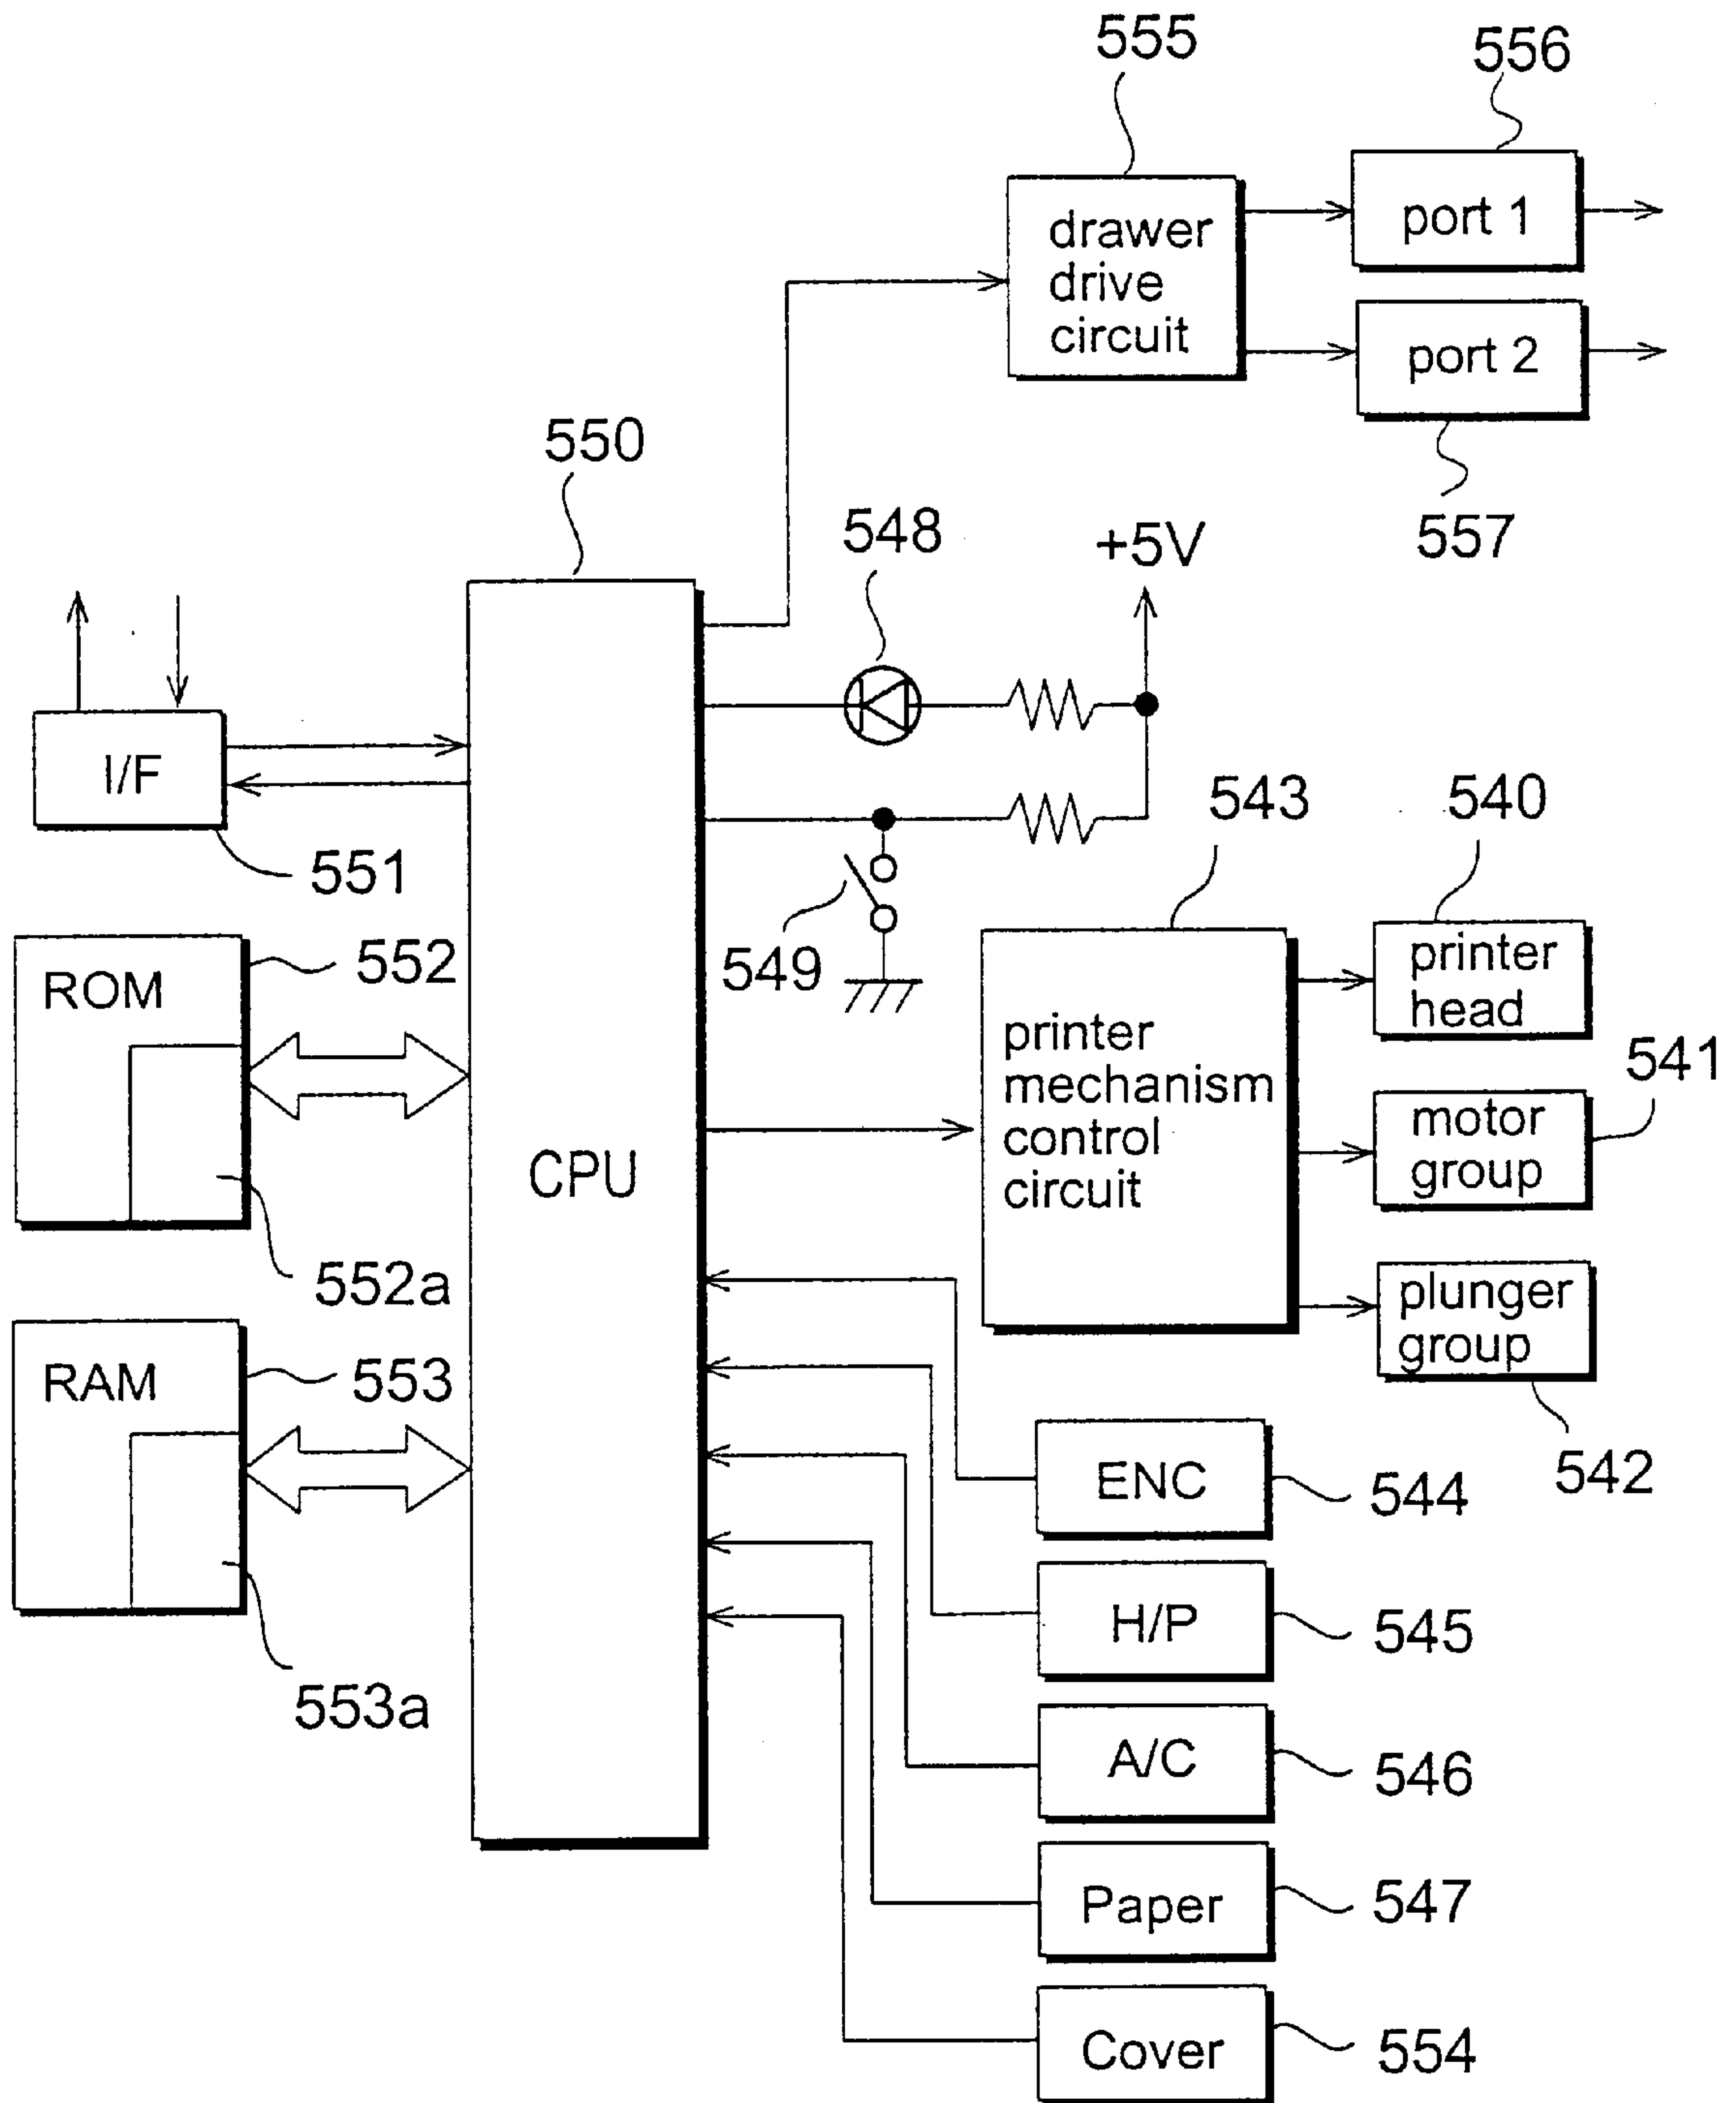 555
556
drawer
drive
circuit
port 1
port 2
557
550
548
+5V
I/F
551
549
543
540
printer
head
541
ROM
552
552a
CPU
printer
mechanism
control
circuit
motor
group
plunger
group
542
RAM
553
553a
ENC
544
H/P
545
A/C
546
Paper
547
Cover
554